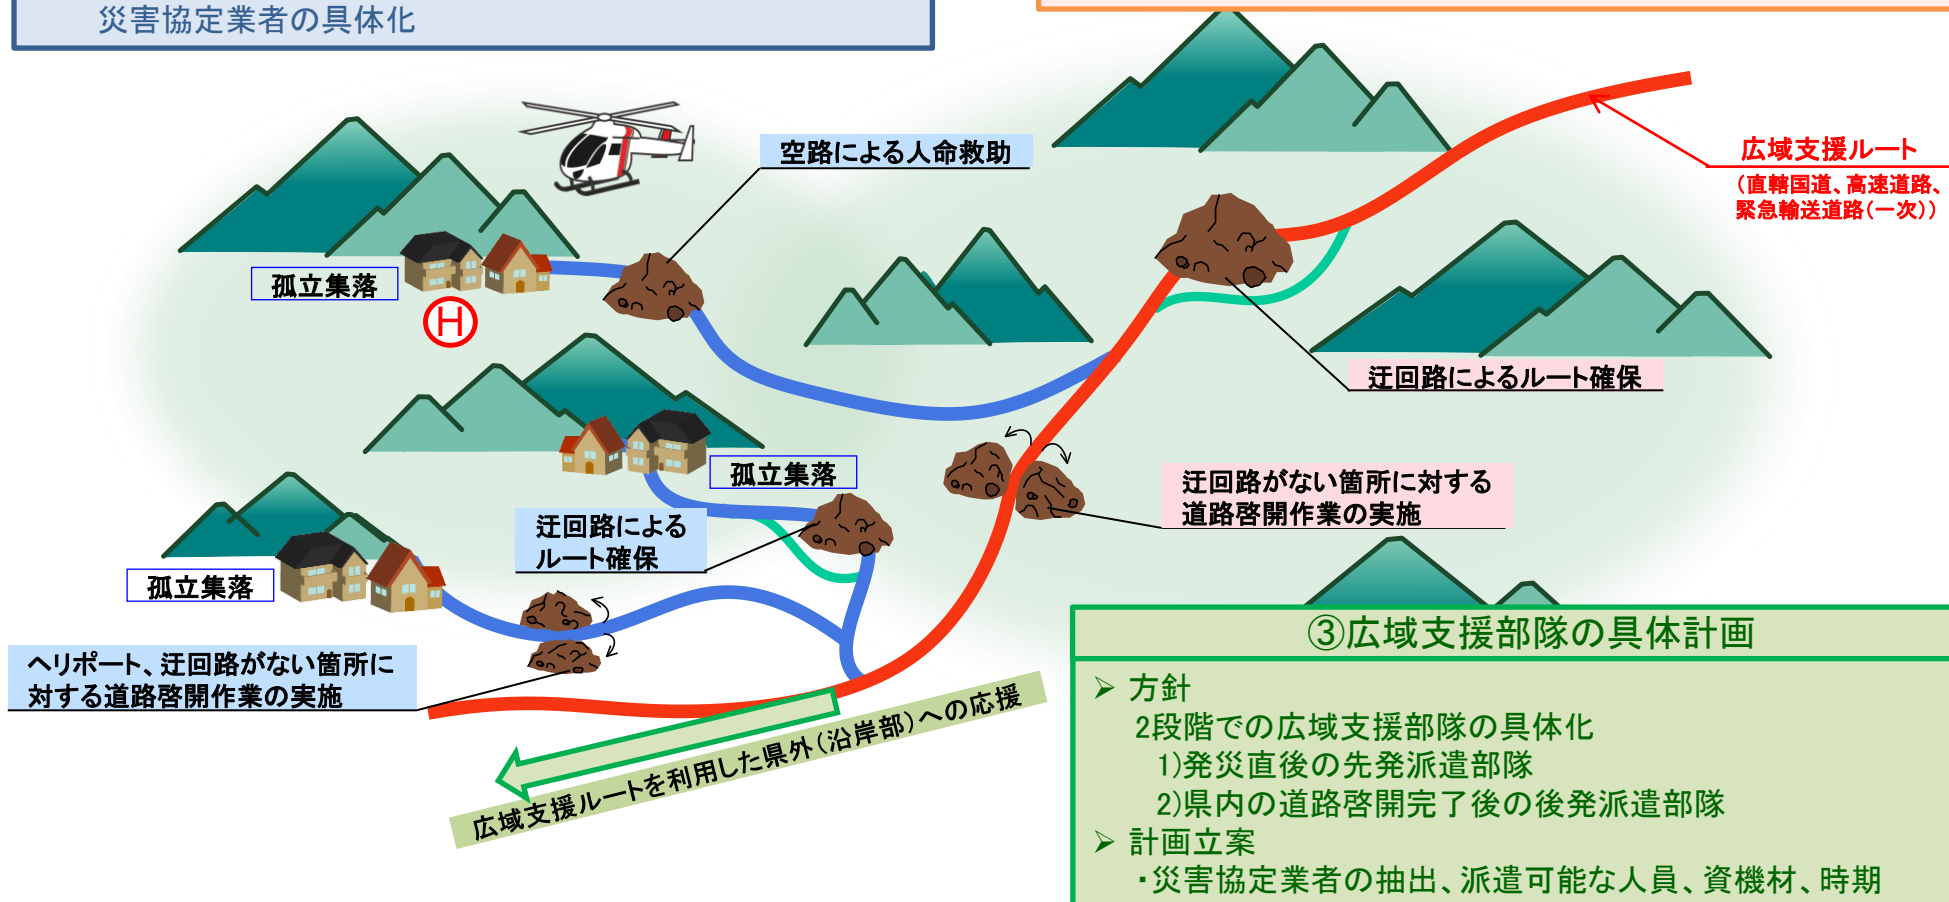 災害協定業者の具体化
空路による人命救助
広域支援ルート
（直轄国道、高速道路、
緊急輸送道路（一次））
孤立集落
H
迂回路によるルート確保
孤立集落
迂回路がない箇所に対する
道路啓開作業の実施
迂回路による
ルート確保
孤立集落
ヘリポート、迂回路がない箇所に
対する道路啓開作業の実施
広域支援ルートを利用した県外（沿岸部）への応援
③広域支援部隊の具体計画
➢ 方針
2段階での広域支援部隊の具体化
1)発災直後の先発派遣部隊
2)県内の道路啓開完了後の後発派遣部隊
➢ 計画立案
・災害協定業者の抽出、派遣可能な人員、資機材、時期